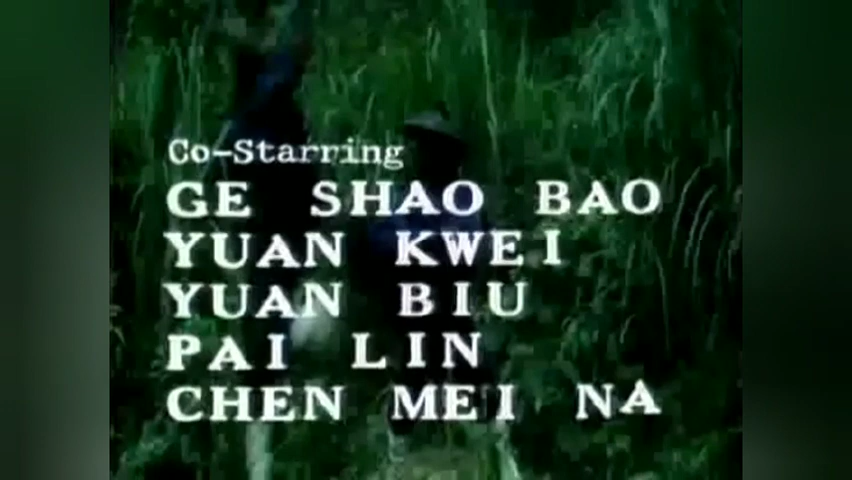 Co-Starring
GE SHAO BAO
YUAN KWEI
YUAN BIU
PAI LIN
CHEN MEI NA